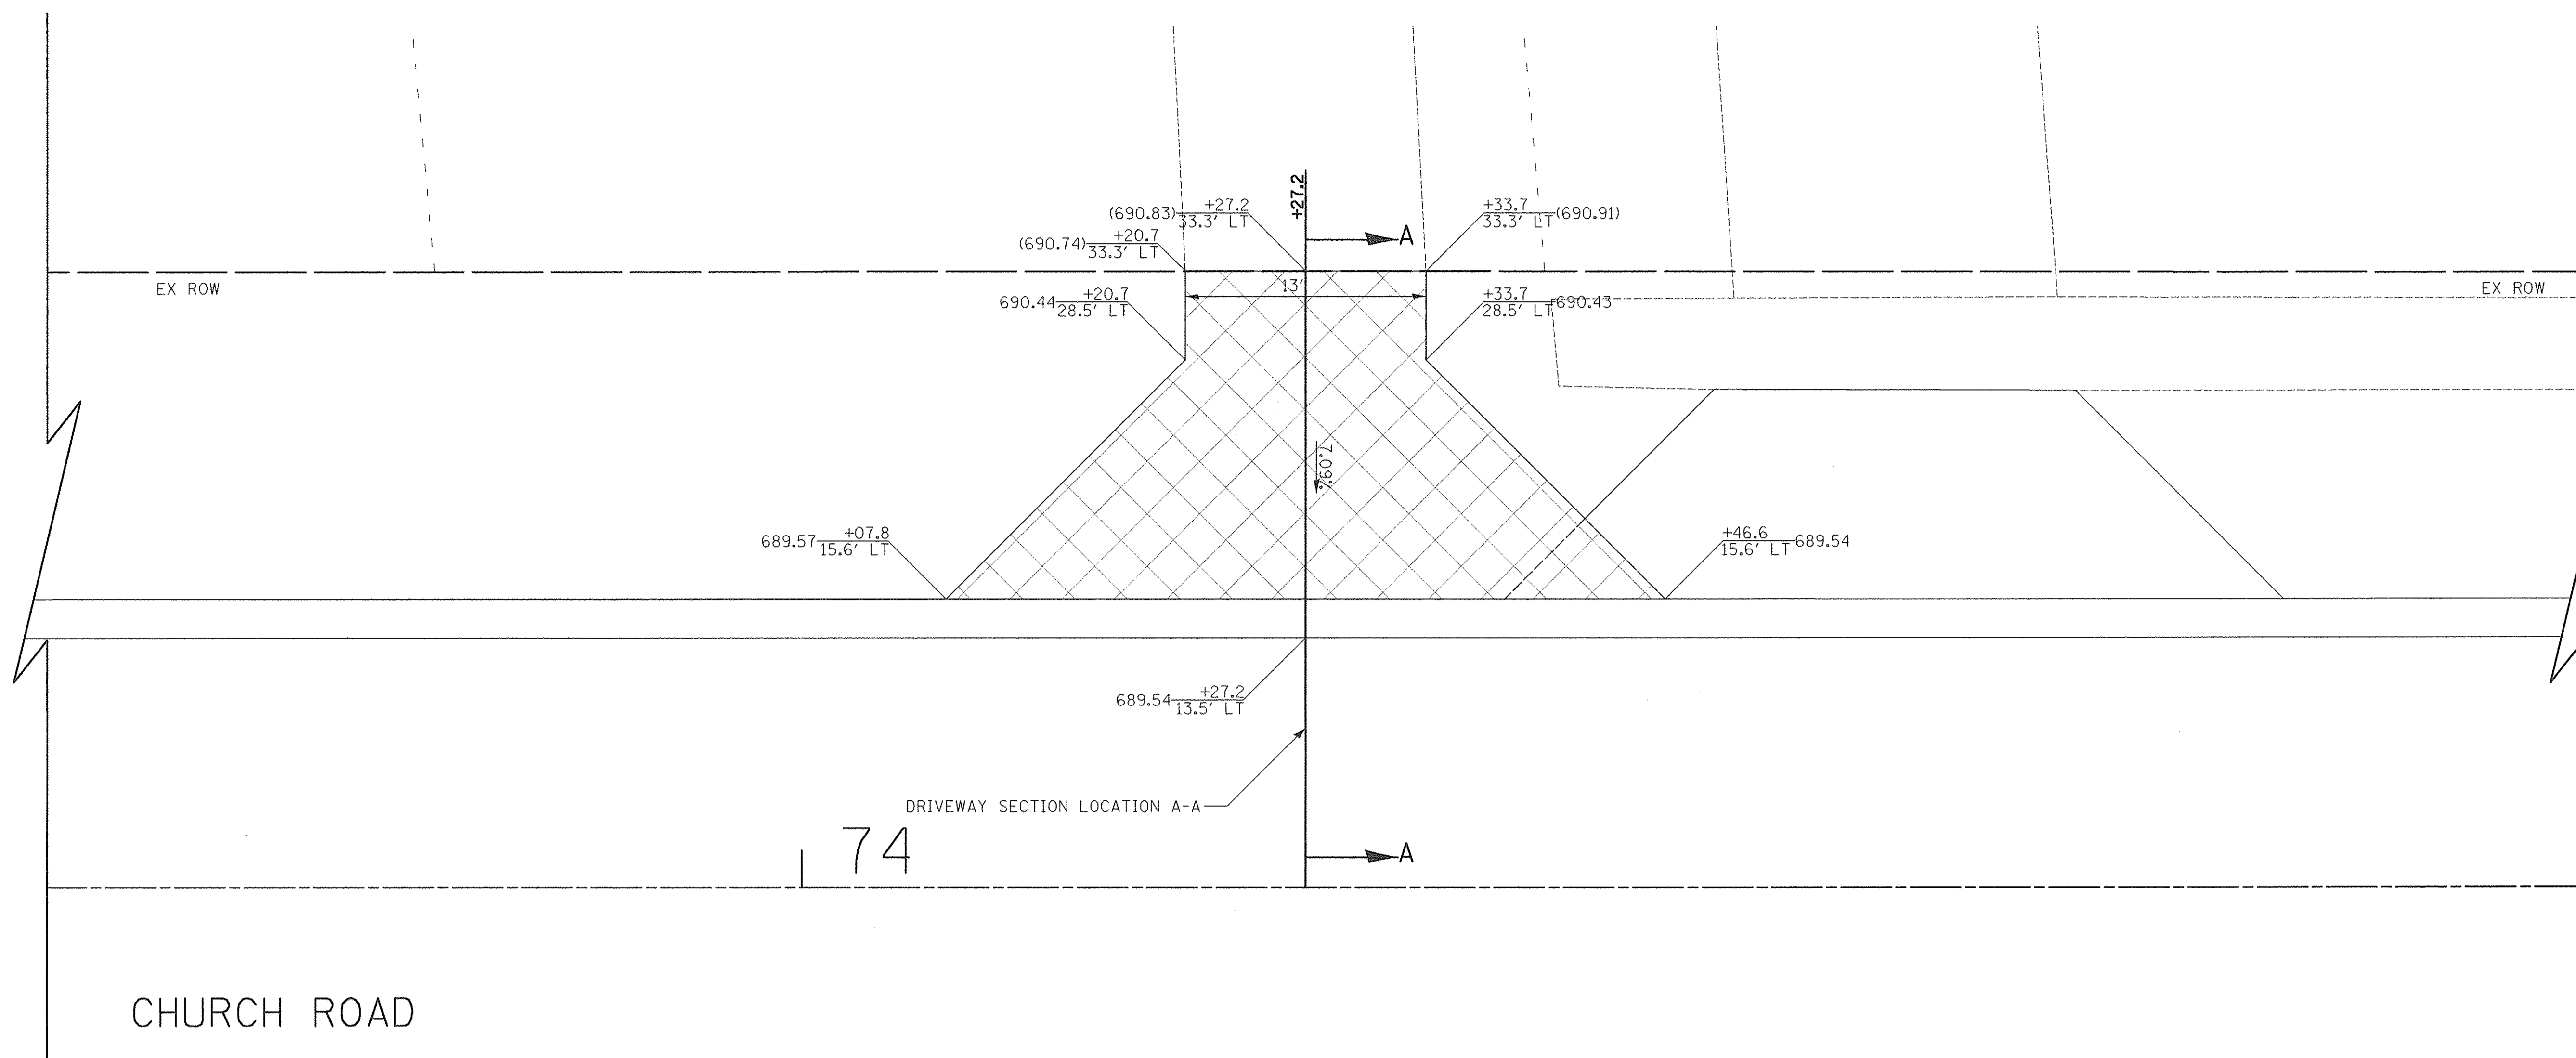 +27.2
(690.83) +27.2
33.3' LT
+33.7
33.3' LT (690.91)
A
(690.74) +20.7
33.3' LT
EX ROW
13'
690.44 +20.7
28.5' LT
+33.7
28.5' LT 690.43
EX ROW
7.09%
689.57 +07.8
15.6' LT
+46.6
15.6' LT 689.54
689.54 +27.2
13.5' LT
DRIVEWAY SECTION LOCATION A-A
74
A
CHURCH ROAD